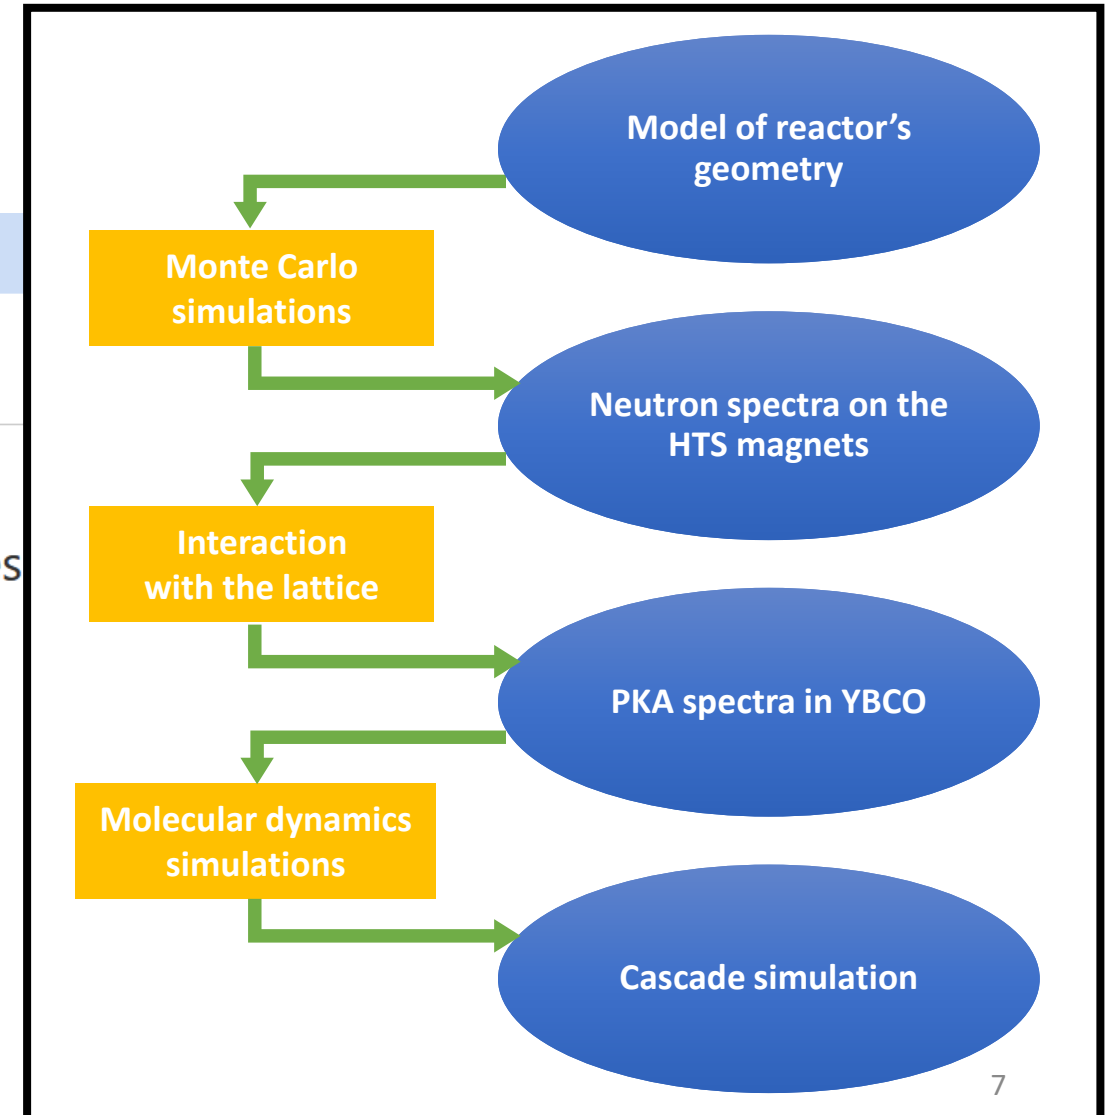 Model of reactor's
geometry
Monte Carlo
simulations
Neutron spectra on the
HTS magnets
Interaction
with the lattice
s
PKA spectra in YBCO
Molecular dynamics
simulations
Cascade simulation
7